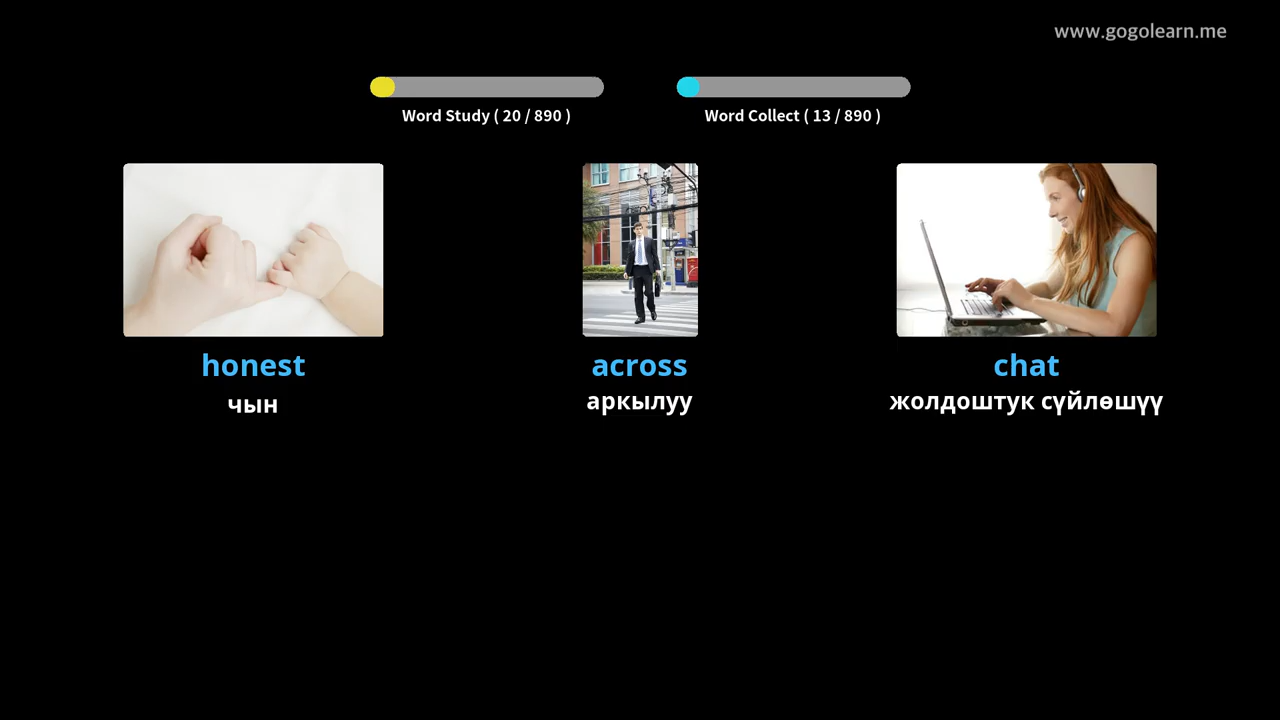 www.gogolearn.me
Word Study ( 20 / 890 )
Word Collect ( 13 / 890 )
honest
across
chat
чын
аркылуу
жолдоштук сүйлөшүү